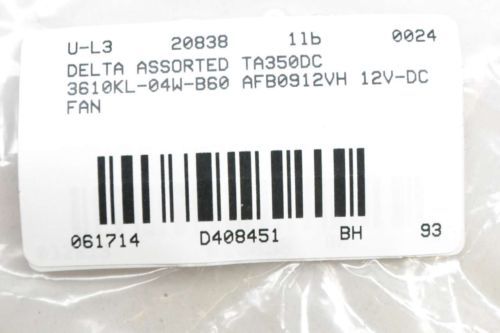 U-L3 20838 1lb 0024
DELTA ASSORTED TA350DC
3610KL-04W-B60 AFB0912VH 12V-DC
FAN
061714 D408451 BH 93